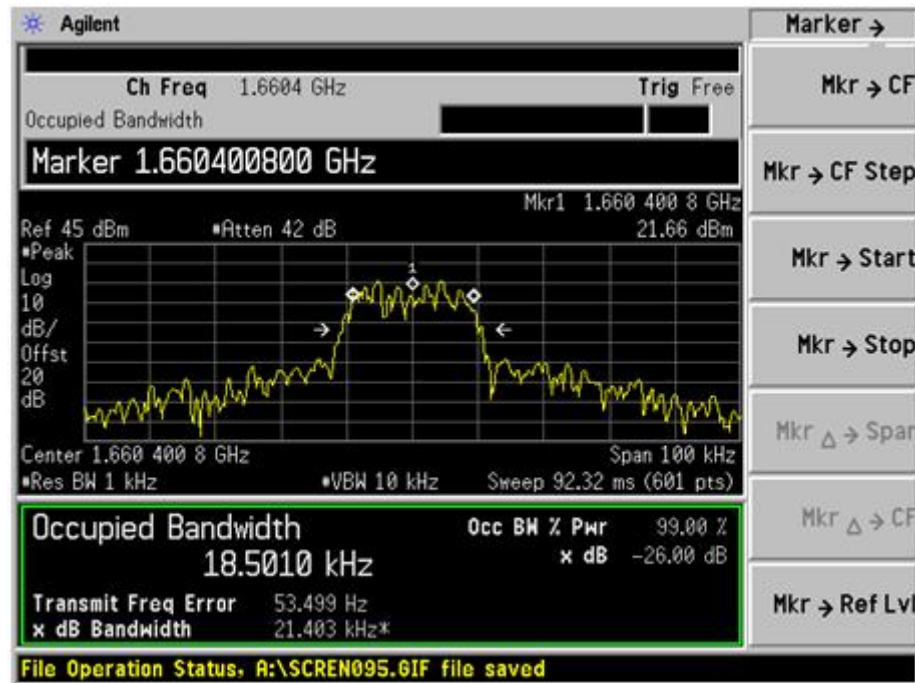 Agilent
Marker →
Ch Freq 1.6604 GHz Trig Free
Occupied Bandwidth
Marker 1.660400800 GHz
Mkr1 1.660 400 8 GHz
Ref 45 dBm *Atten 42 dB 21.66 dBm
*Peak
Log
10
dB/
Offst
20
dB
1
Center 1.660 400 8 GHz Span 100 kHz
*Res BW 1 kHz *VBW 10 kHz Sweep 92.32 ms (601 pts)
Occupied Bandwidth
18.5010 kHz
Occ BW % Pwr 99.00 %
x dB -26.00 dB
Transmit Freq Error 53.499 Hz
x dB Bandwidth 21.403 kHz*
File Operation Status, A:\SCREN095.GIF file saved
Mkr → CF
Mkr → CF Step
Mkr → Start
Mkr → Stop
Mkr Δ → Span
Mkr Δ → CF
Mkr → Ref Lvl